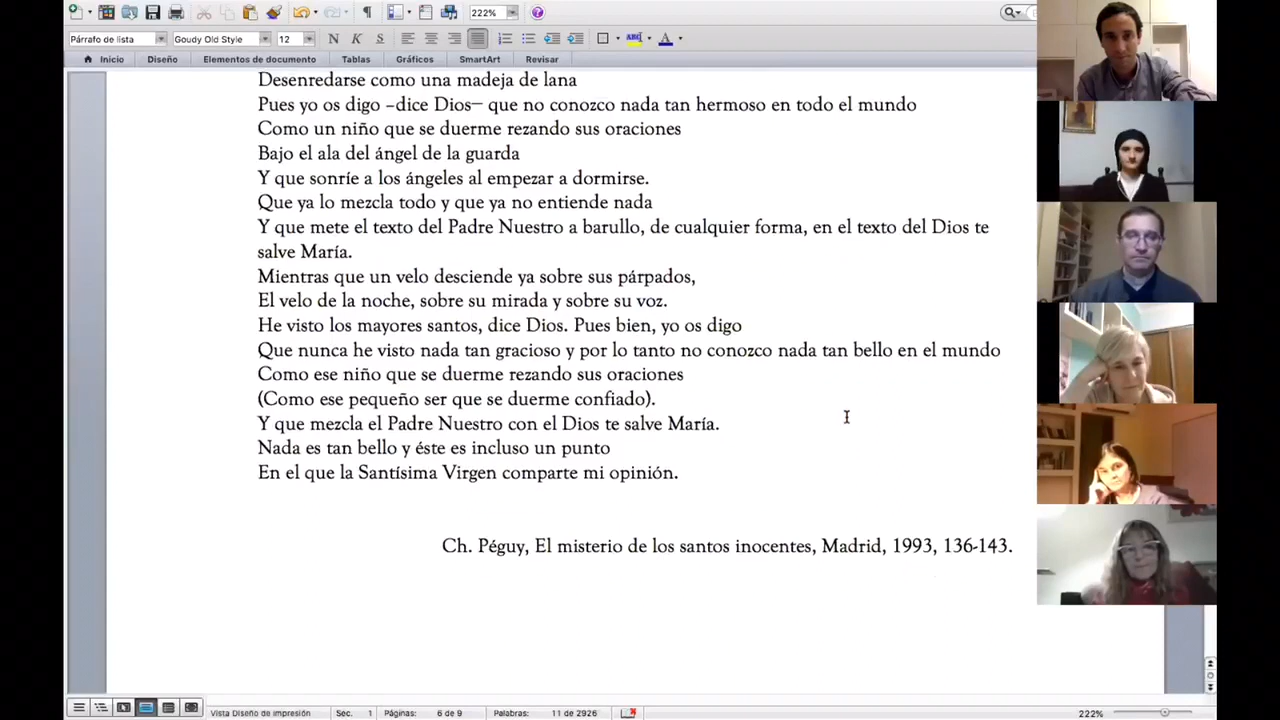 222%
Párrafo de lista
Goudy Old Style
12
N K S
ABC A
Inicio Diseño Elementos de documento Tablas Gráficos SmartArt Revisar
Desenredarse como una madeja de lana
Pues yo os digo –dice Dios— que no conozco nada tan hermoso en todo el mundo
Como un niño que se duerme rezando sus oraciones
Bajo el ala del ángel de la guarda
Y que sonríe a los ángeles al empezar a dormirse.
Que ya lo mezcla todo y que ya no entiende nada
Y que mete el texto del Padre Nuestro a barullo, de cualquier forma, en el texto del Dios te
salve María.
Mientras que un velo desciende ya sobre sus párpados,
El velo de la noche, sobre su mirada y sobre su voz.
He visto los mayores santos, dice Dios. Pues bien, yo os digo
Que nunca he visto nada tan gracioso y por lo tanto no conozco nada tan bello en el mundo
Como ese niño que se duerme rezando sus oraciones
(Como ese pequeño ser que se duerme confiado).
Y que mezcla el Padre Nuestro con el Dios te salve María.
Nada es tan bello y éste es incluso un punto
En el que la Santísima Virgen comparte mi opinión.
Ch. Péguy, El misterio de los santos inocentes, Madrid, 1993, 136-143.
Vista Diseño de impresión Sec. 1 Páginas: 6 de 9 Palabras: 11 de 2926 222%